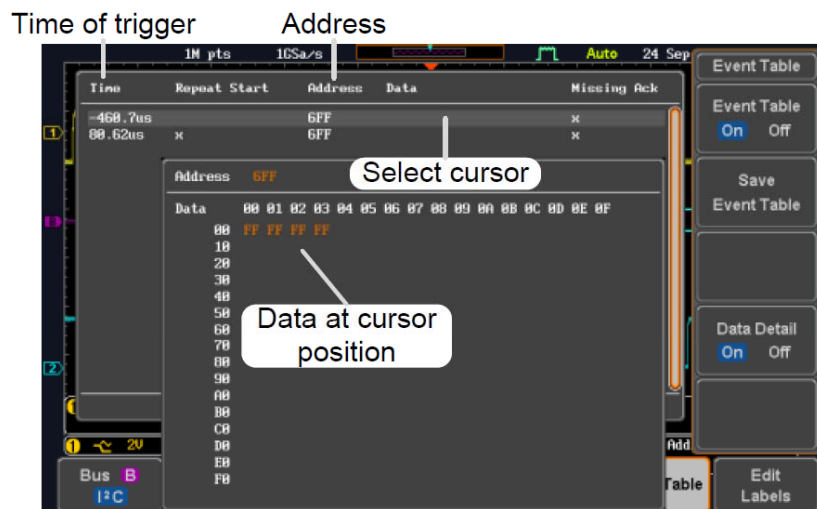 Time of trigger Address
1M pts 1GSa/s Auto 24 Sep
Event Table
Time Repeat Start Address Data Missing Ack
-460.7us 6FF x
80.62us x 6FF x
Event Table
On Off
Select cursor
Save
Event Table
Address 6FF
Data 00 01 02 03 04 05 06 07 08 09 0A 0B 0C 0D 0E 0F
00 FF FF FF FF
10
20
30
40
50
60
70
80
90
A0
B0
C0
D0
E0
F0
Data at cursor
position
Data Detail
On Off
1
B
2
1 2V
Add
Bus B
I²C
Table
Edit
Labels